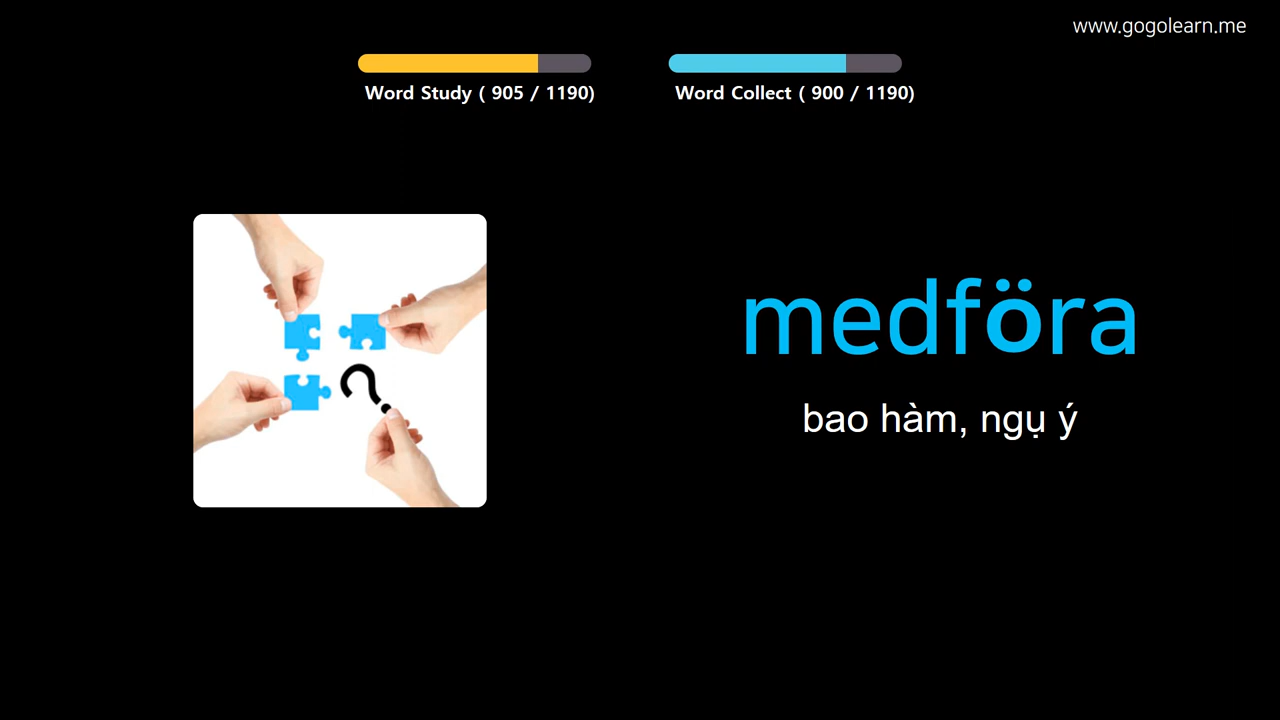 www.gogolearn.me
Word Study ( 905 / 1190)
Word Collect ( 900 / 1190)
?
medföra
bao hàm, ngụ ý